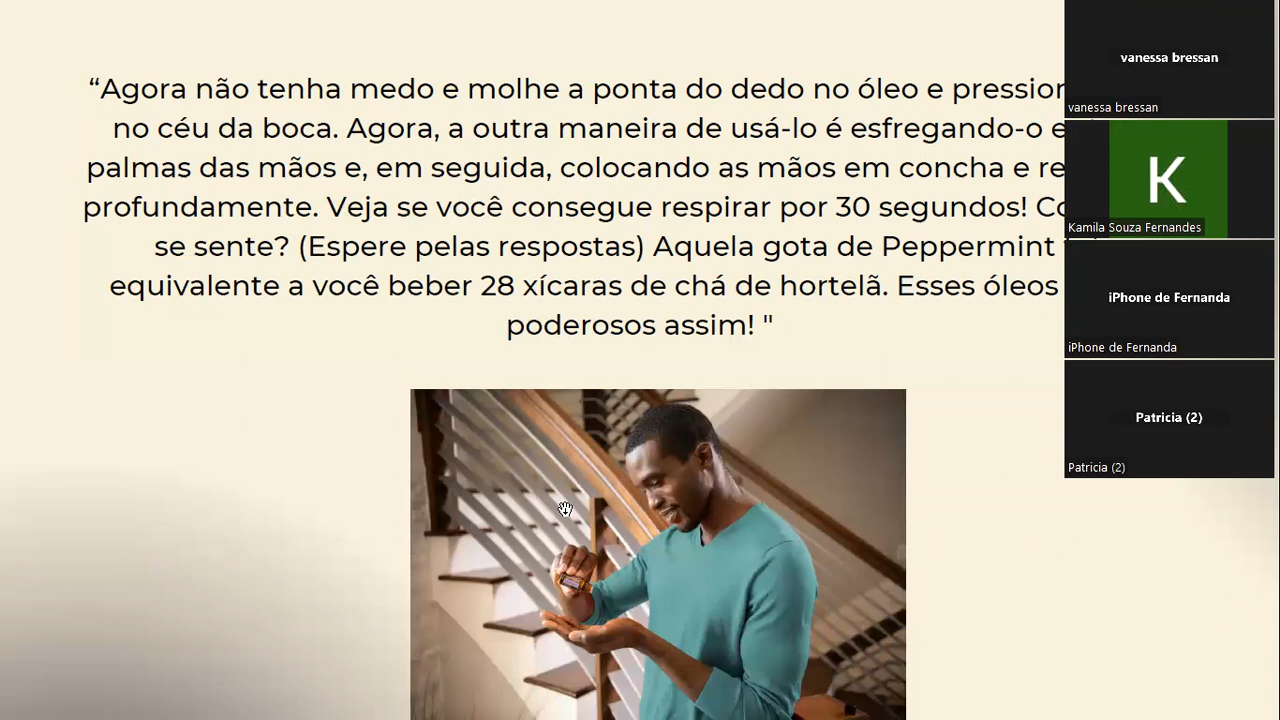 “Agora não tenha medo e molhe a ponta do dedo no óleo e
no céu da boca. Agora, a outra maneira de usá-lo é esfregando-o
palmas das mãos e, em seguida, colocando as mãos em concha e
profundamente. Veja se você consegue respirar por 30 segundos!
se sente? (Espere pelas respostas) Aquela gota de Peppermint
equivalente a você beber 28 xícaras de chá de hortelã. Esses óleos
poderosos assim! "
vanessa bressan
vanessa bressan
K
Kamila Souza Fernandes
iPhone de Fernanda
iPhone de Fernanda
Patricia (2)
Patricia (2)